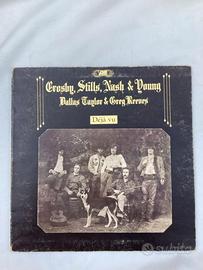 Crosby, Stills, Nash & Young
Dallas Taylor & Greg Reeves
Déjà vu
subito